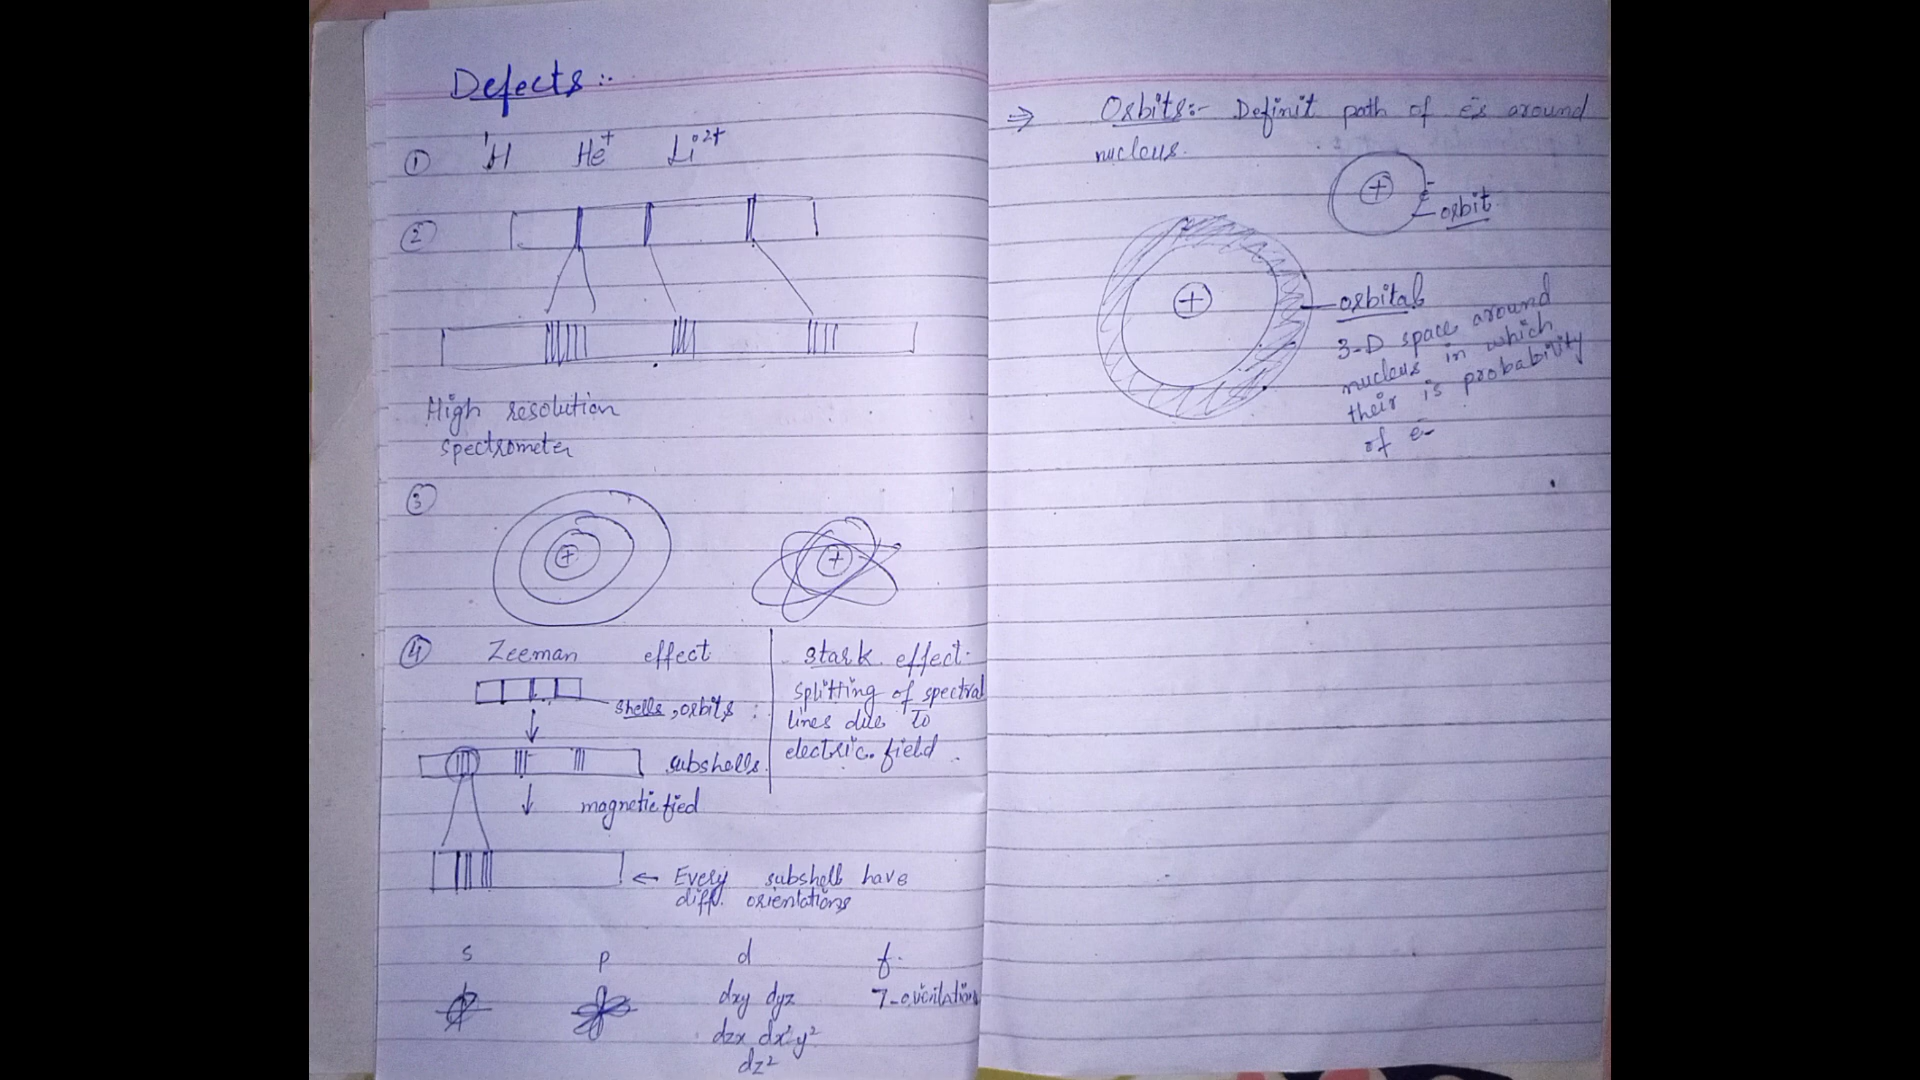 Defects :-
① ¹H He⁺ Li²⁺
②
High resolution
spectrometer
③
+
+
④ Zeeman effect
shells, orbits :
subshells.
magnetic fied
← Every subshell have
diff. orientations
stark effect.
splitting of spectral
lines due to
electric field
s p d f.
dxy dyz
dzx dx²y²
dz²
7-
⇒ Orbits:- Definit path of e⁻s around
nucleus.
+
e⁻
orbit
+
orbital
3-D space around
nucleus in which
their is probability
of e-